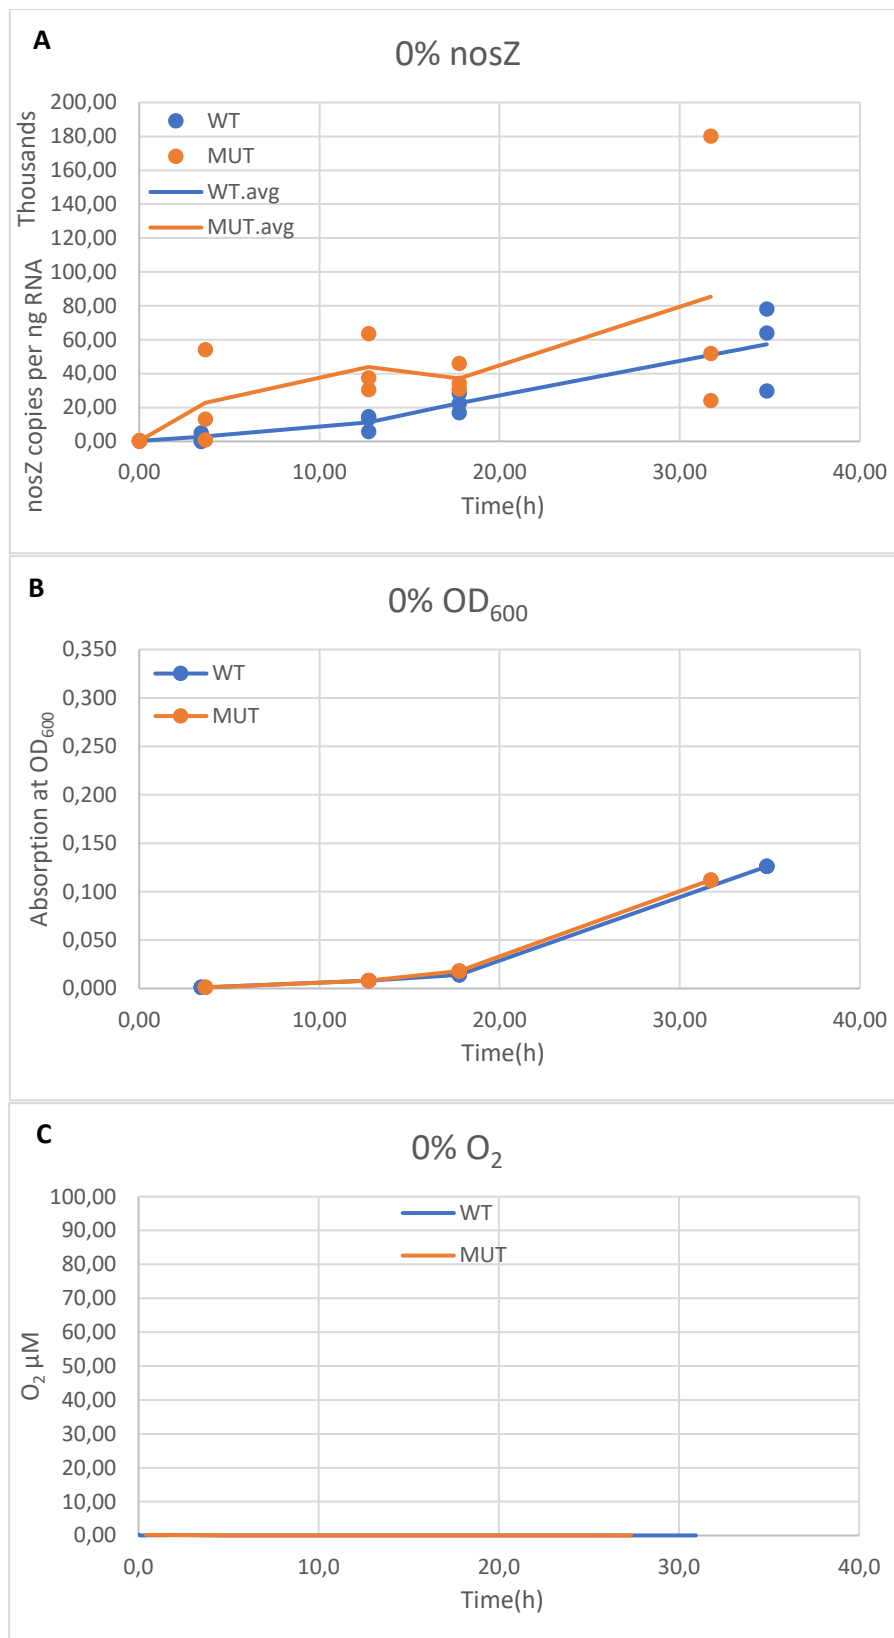 A
0% nosZ
nosZ copies per ng RNA Thousands
200,00
180,00
160,00
140,00
120,00
100,00
80,00
60,00
40,00
20,00
0,00
WT
MUT
WT.avg
MUT.avg
0,00 10,00 20,00 30,00 40,00
Time(h)
B
0% OD₆₀₀
Absorption at OD₆₀₀
0,350
0,300
0,250
0,200
0,150
0,100
0,050
0,000
WT
MUT
0,00 10,00 20,00 30,00 40,00
Time(h)
C
0% O₂
O₂ µM
100,00
90,00
80,00
70,00
60,00
50,00
40,00
30,00
20,00
10,00
0,00
WT
MUT
0,0 10,0 20,0 30,0 40,0
Time(h)